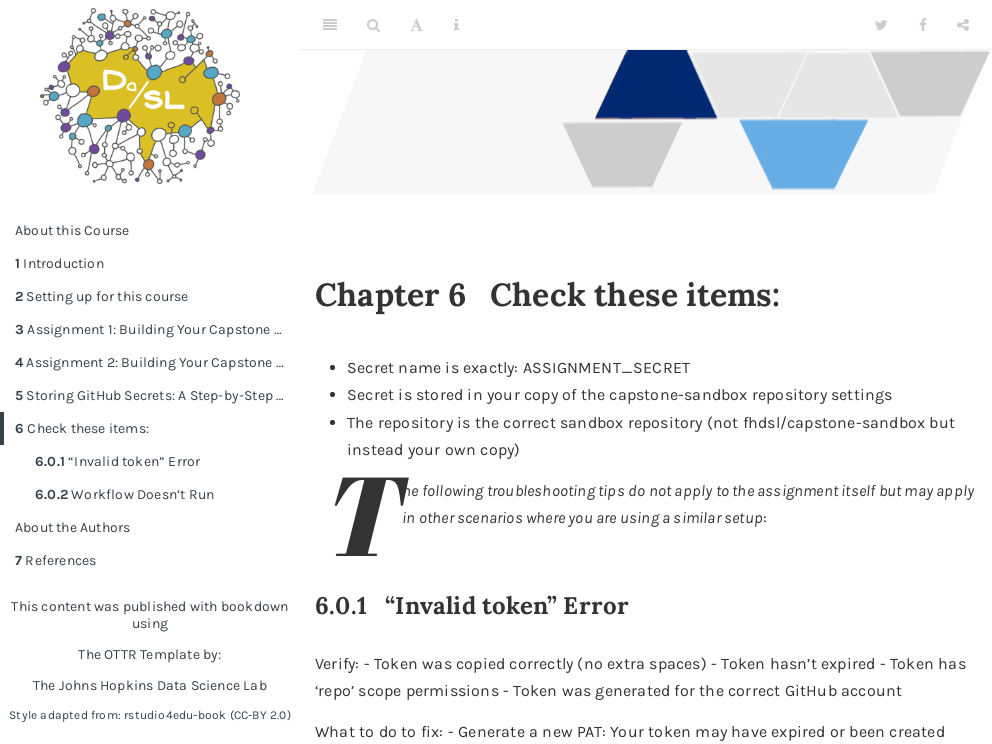 Da/SL
About this Course
1 Introduction
2 Setting up for this course
3 Assignment 1: Building Your Capstone ...
4 Assignment 2: Building Your Capstone ...
5 Storing GitHub Secrets: A Step-by-Step ...
6 Check these items:
6.0.1 “Invalid token” Error
6.0.2 Workflow Doesn’t Run
About the Authors
7 References
This content was published with bookdown
using
The OTTR Template by:
The Johns Hopkins Data Science Lab
Style adapted from: rstudio4edu-book (CC-BY 2.0)
Chapter 6 Check these items:
• Secret name is exactly: ASSIGNMENT_SECRET
• Secret is stored in your copy of the capstone-sandbox repository settings
• The repository is the correct sandbox repository (not fhdsl/capstone-sandbox but
instead your own copy)
The following troubleshooting tips do not apply to the assignment itself but may apply
in other scenarios where you are using a similar setup:
6.0.1 “Invalid token” Error
Verify: - Token was copied correctly (no extra spaces) - Token hasn’t expired - Token has
‘repo’ scope permissions - Token was generated for the correct GitHub account
What to do to fix: - Generate a new PAT: Your token may have expired or been created